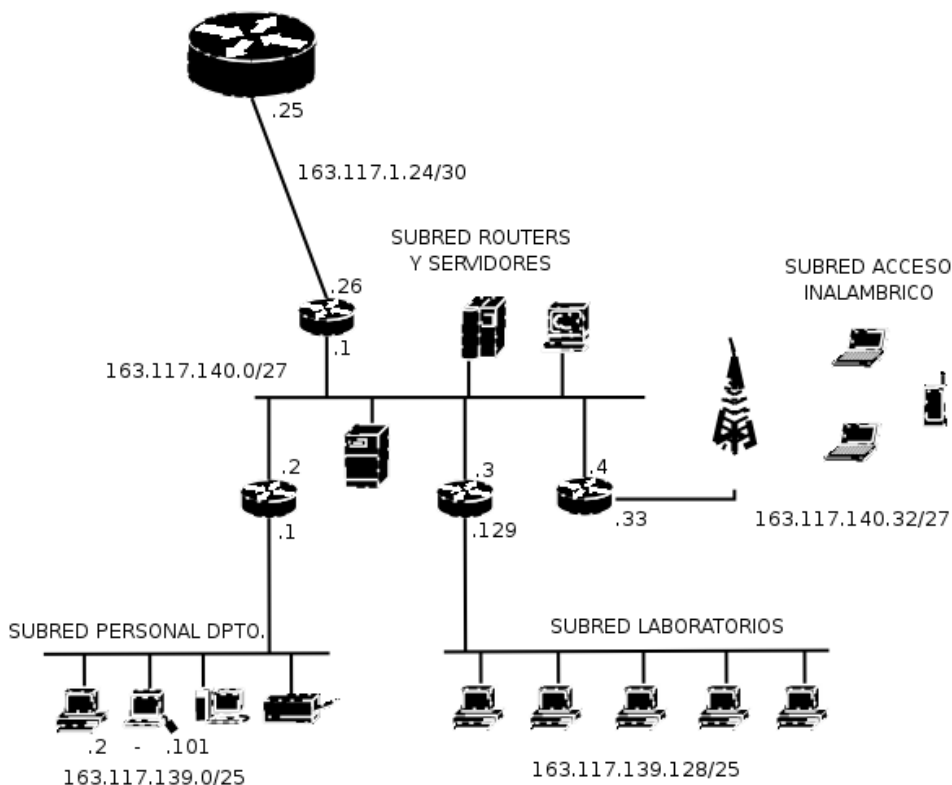 .25
163.117.1.24/30
SUBRED ROUTERS
Y SERVIDORES
SUBRED ACCESO
INALAMBRICO
.26
.1
163.117.140.0/27
.2
.3
.4
.1
.129
.33
163.117.140.32/27
SUBRED PERSONAL DPTO.
SUBRED LABORATORIOS
.2 - .101
163.117.139.0/25
163.117.139.128/25